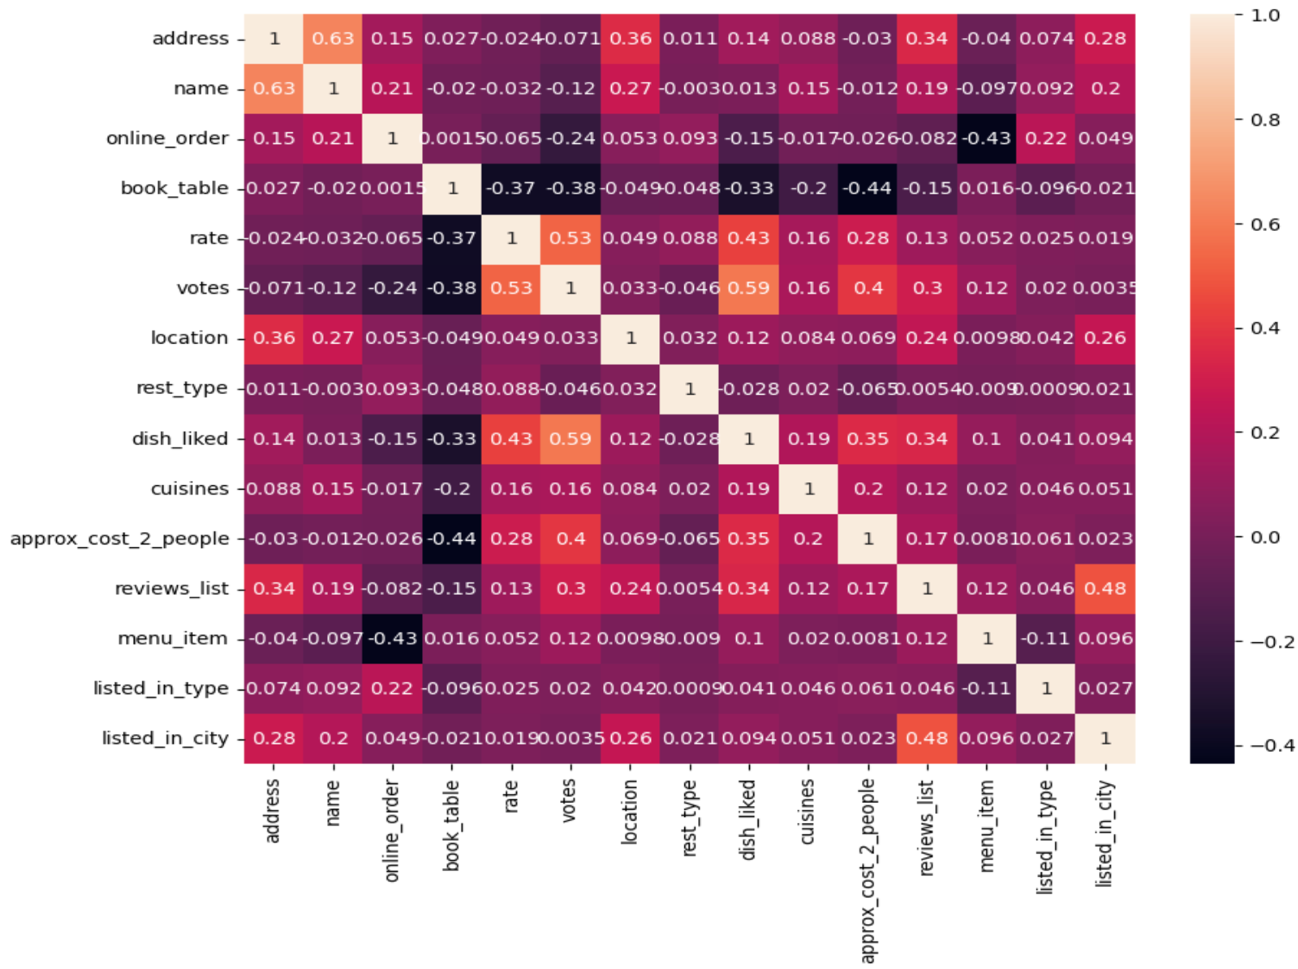 address 1 0.63 0.15 0.027 -0.024 -0.071 0.36 0.011 0.14 0.088 -0.03 0.34 -0.04 0.074 0.28
name 0.63 1 0.21 -0.02 -0.032 -0.12 0.27 -0.003 0.013 0.15 -0.012 0.19 -0.097 0.092 0.2
online_order 0.15 0.21 1 0.0015 -0.065 -0.24 0.053 0.093 -0.15 -0.017 -0.026 -0.082 -0.43 0.22 0.049
book_table 0.027 -0.02 0.0015 1 -0.37 -0.38 -0.049 -0.048 -0.33 -0.2 -0.44 -0.15 0.016 -0.096 -0.021
rate -0.024 -0.032 -0.065 -0.37 1 0.53 0.049 0.088 0.43 0.16 0.28 0.13 0.052 0.025 0.019
votes -0.071 -0.12 -0.24 -0.38 0.53 1 0.033 -0.046 0.59 0.16 0.4 0.3 0.12 0.02 0.0035
location 0.36 0.27 0.053 -0.049 0.049 0.033 1 0.032 0.12 0.084 0.069 0.24 0.0098 0.042 0.26
rest_type 0.011 -0.003 0.093 -0.048 0.088 -0.046 0.032 1 -0.028 0.02 -0.065 0.0054 -0.009 0.0009 0.021
dish_liked 0.14 0.013 -0.15 -0.33 0.43 0.59 0.12 -0.028 1 0.19 0.35 0.34 0.1 0.041 0.094
cuisines 0.088 0.15 -0.017 -0.2 0.16 0.16 0.084 0.02 0.19 1 0.2 0.12 0.02 0.046 0.051
approx_cost_2_people -0.03 -0.012 -0.026 -0.44 0.28 0.4 0.069 -0.065 0.35 0.2 1 0.17 0.0081 0.061 0.023
reviews_list 0.34 0.19 -0.082 -0.15 0.13 0.3 0.24 0.0054 0.34 0.12 0.17 1 0.12 0.046 0.48
menu_item -0.04 -0.097 -0.43 0.016 0.052 0.12 0.0098 -0.009 0.1 0.02 0.0081 0.12 1 -0.11 0.096
listed_in_type 0.074 0.092 0.22 -0.096 0.025 0.02 0.042 0.0009 0.041 0.046 0.061 0.046 -0.11 1 0.027
listed_in_city 0.28 0.2 0.049 -0.021 0.019 0.0035 0.26 0.021 0.094 0.051 0.023 0.48 0.096 0.027 1
address name online_order book_table rate votes location rest_type dish_liked cuisines approx_cost_2_people reviews_list menu_item listed_in_type listed_in_city
1.0
0.8
0.6
0.4
0.2
0.0
−0.2
−0.4